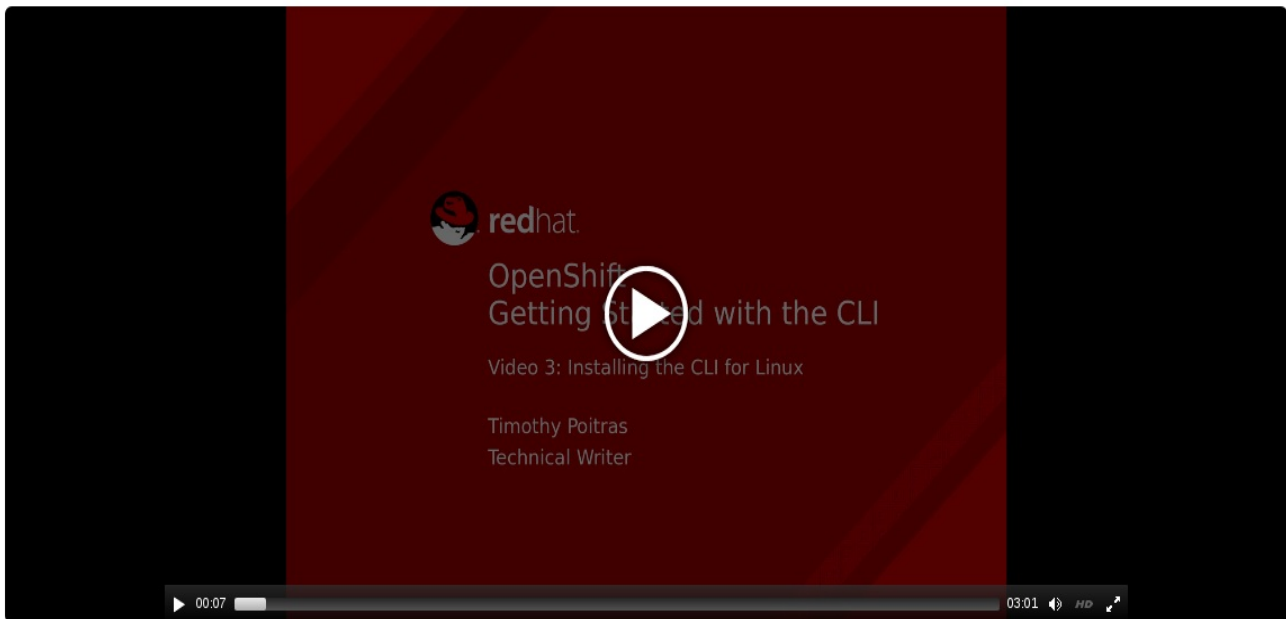 redhat.
OpenShift
Getting Started with the CLI
Video 3: Installing the CLI for Linux
Timothy Poitras
Technical Writer
00:07
03:01
HD